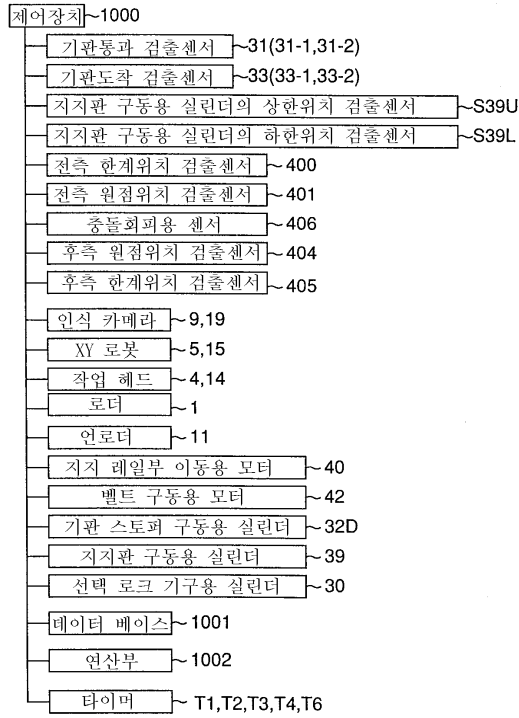 제어장치 ~1000
기판통과 검출센서 ~31(31-1,31-2)
기판도착 검출센서 ~33(33-1,33-2)
지지판 구동용 실린더의 상한위치 검출센서 ~S39U
지지판 구동용 실린더의 하한위치 검출센서 ~S39L
전측 한계위치 검출센서 ~400
전측 원점위치 검출센서 ~401
충돌회피용 센서 ~406
후측 원점위치 검출센서 ~404
후측 한계위치 검출센서 ~405
인식 카메라 ~9,19
XY 로봇 ~5,15
작업 헤드 ~4,14
로더 ~1
언로더 ~11
지지 레일부 이동용 모터 ~40
벨트 구동용 모터 ~42
기판 스토퍼 구동용 실린더 ~32D
지지판 구동용 실린더 ~39
선택 로크 기구용 실린더 ~30
데이터 베이스 ~1001
연산부 ~1002
타이머 ~T1,T2,T3,T4,T6